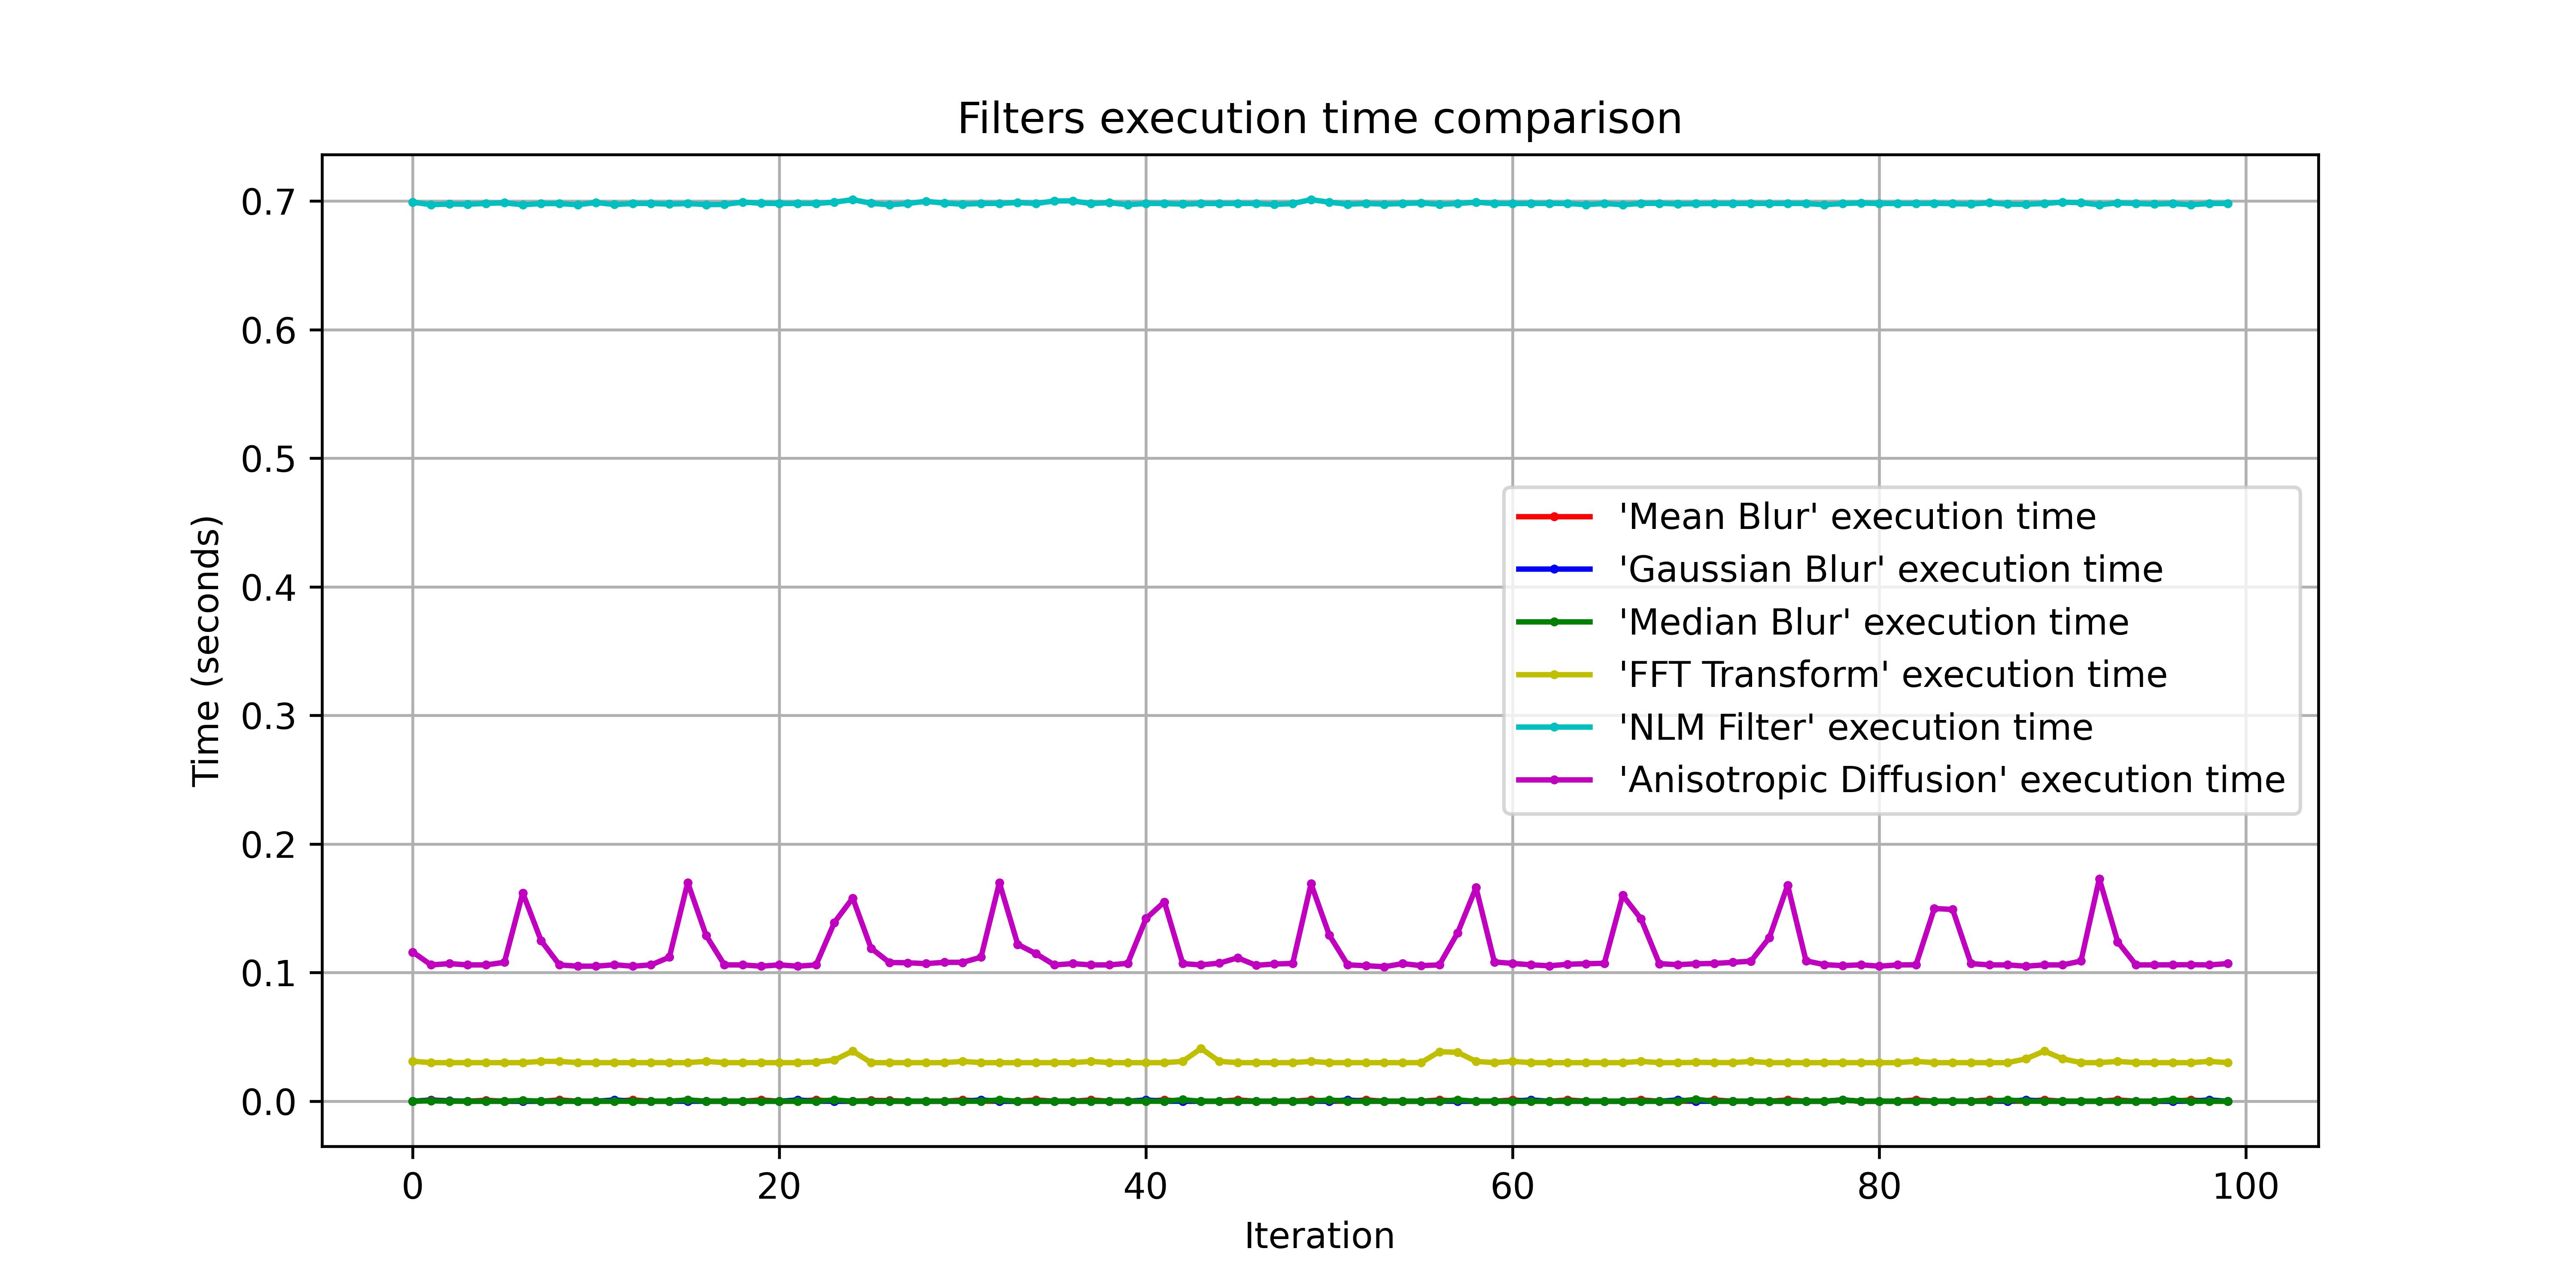 Filters execution time comparison
0.7
0.6
0.5
0.4
0.3
0.2
0.1
0.0
Time (seconds)
'Mean Blur' execution time
'Gaussian Blur' execution time
'Median Blur' execution time
'FFT Transform' execution time
'NLM Filter' execution time
'Anisotropic Diffusion' execution time
0 20 40 60 80 100
Iteration